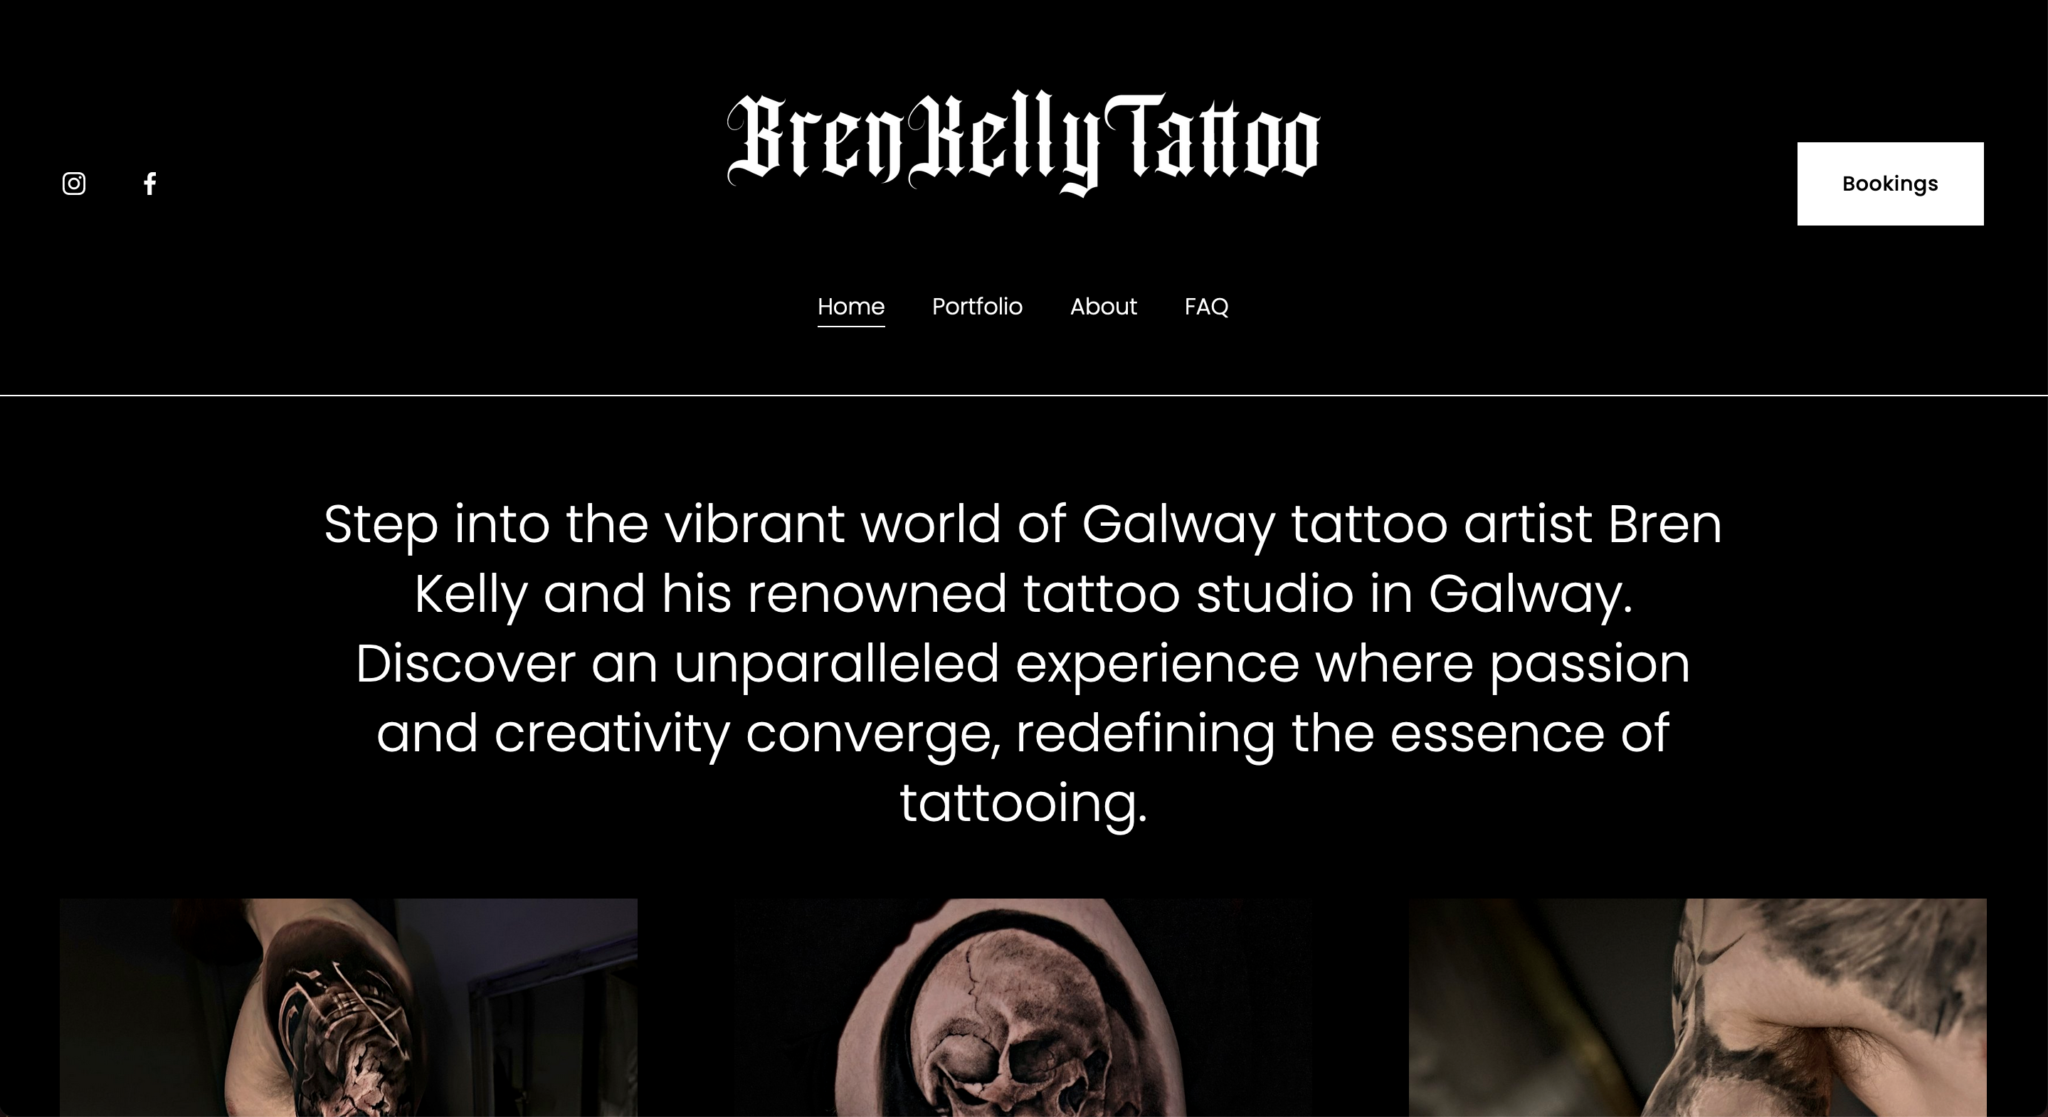 BrenKellyTattoo
Bookings
Home Portfolio About FAQ
Step into the vibrant world of Galway tattoo artist Bren
Kelly and his renowned tattoo studio in Galway.
Discover an unparalleled experience where passion
and creativity converge, redefining the essence of
tattooing.